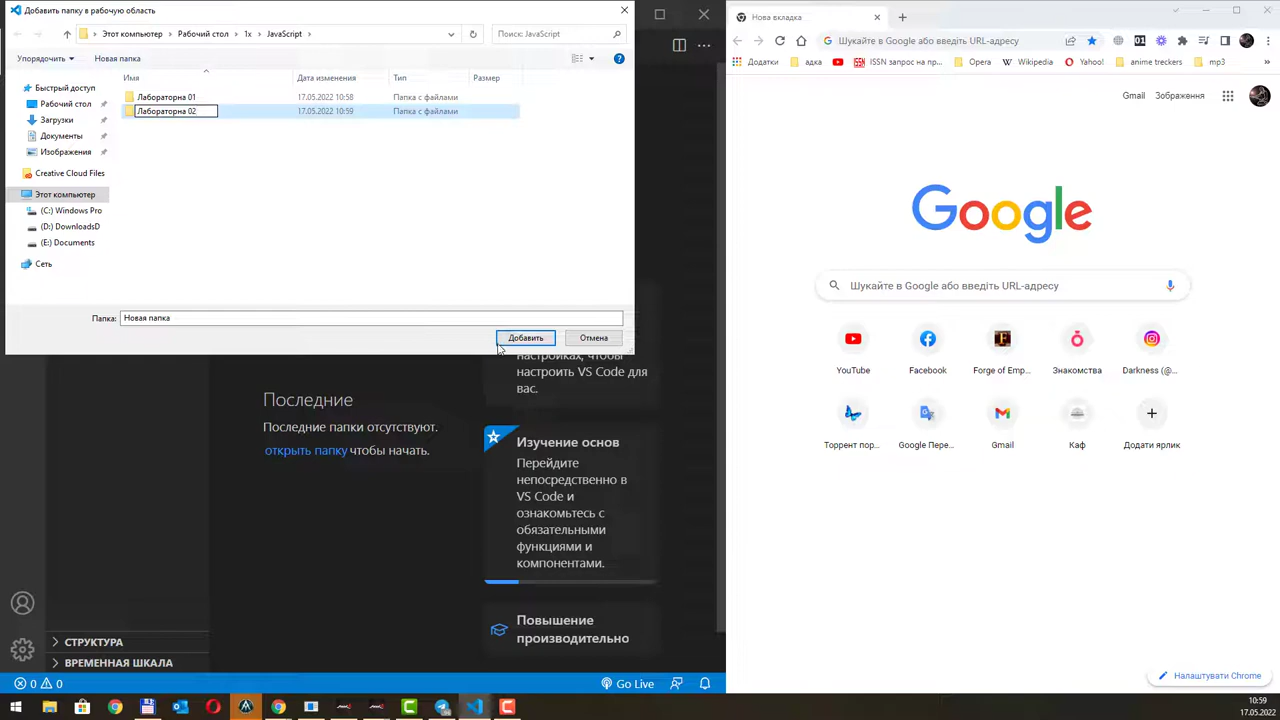 Добавить папку в рабочую область
Этот компьютер
Рабочий стол
1x
JavaScript
Поиск: JavaScript
Упорядочить
Новая папка
Имя
Дата изменения
Тип
Размер
Быстрый доступ
Рабочий стол
Загрузки
Документы
Изображения
Creative Cloud Files
Этот компьютер
(C:) Windows Pro
(D:) DownloadsD
(E:) Documents
Сеть
Лабораторна 01
17.05.2022 10:58
Папка с файлами
Лабораторна 02
17.05.2022 10:59
Папка с файлами
Папка:
Новая папка
Добавить
Отмена
настройках, чтобы
настроить VS Code для
вас.
Последние
Последние папки отсутствуют.
открыть папку чтобы начать.
Изучение основ
Перейдите
непосредственно в
VS Code и
ознакомьтесь с
обязательными
функциями и
компонентами.
Повышение
производительно
СТРУКТУРА
ВРЕМЕННАЯ ШКАЛА
0
0
Go Live
Нова вкладка
Шукайте в Google або введіть URL-адресу
01
Додатки
адка
ISSN запрос на пр...
Opera
Wikipedia
Yahoo!
anime treckers
mp3
»
Gmail
Зображення
Google
Шукайте в Google або введіть URL-адресу
YouTube
Facebook
Forge of Emp...
Знакомства
Darkness (@...
Торрент пор...
Google Пере...
Gmail
Каф
Додати ярлик
Налаштувати Chrome
10:59
17.05.2022